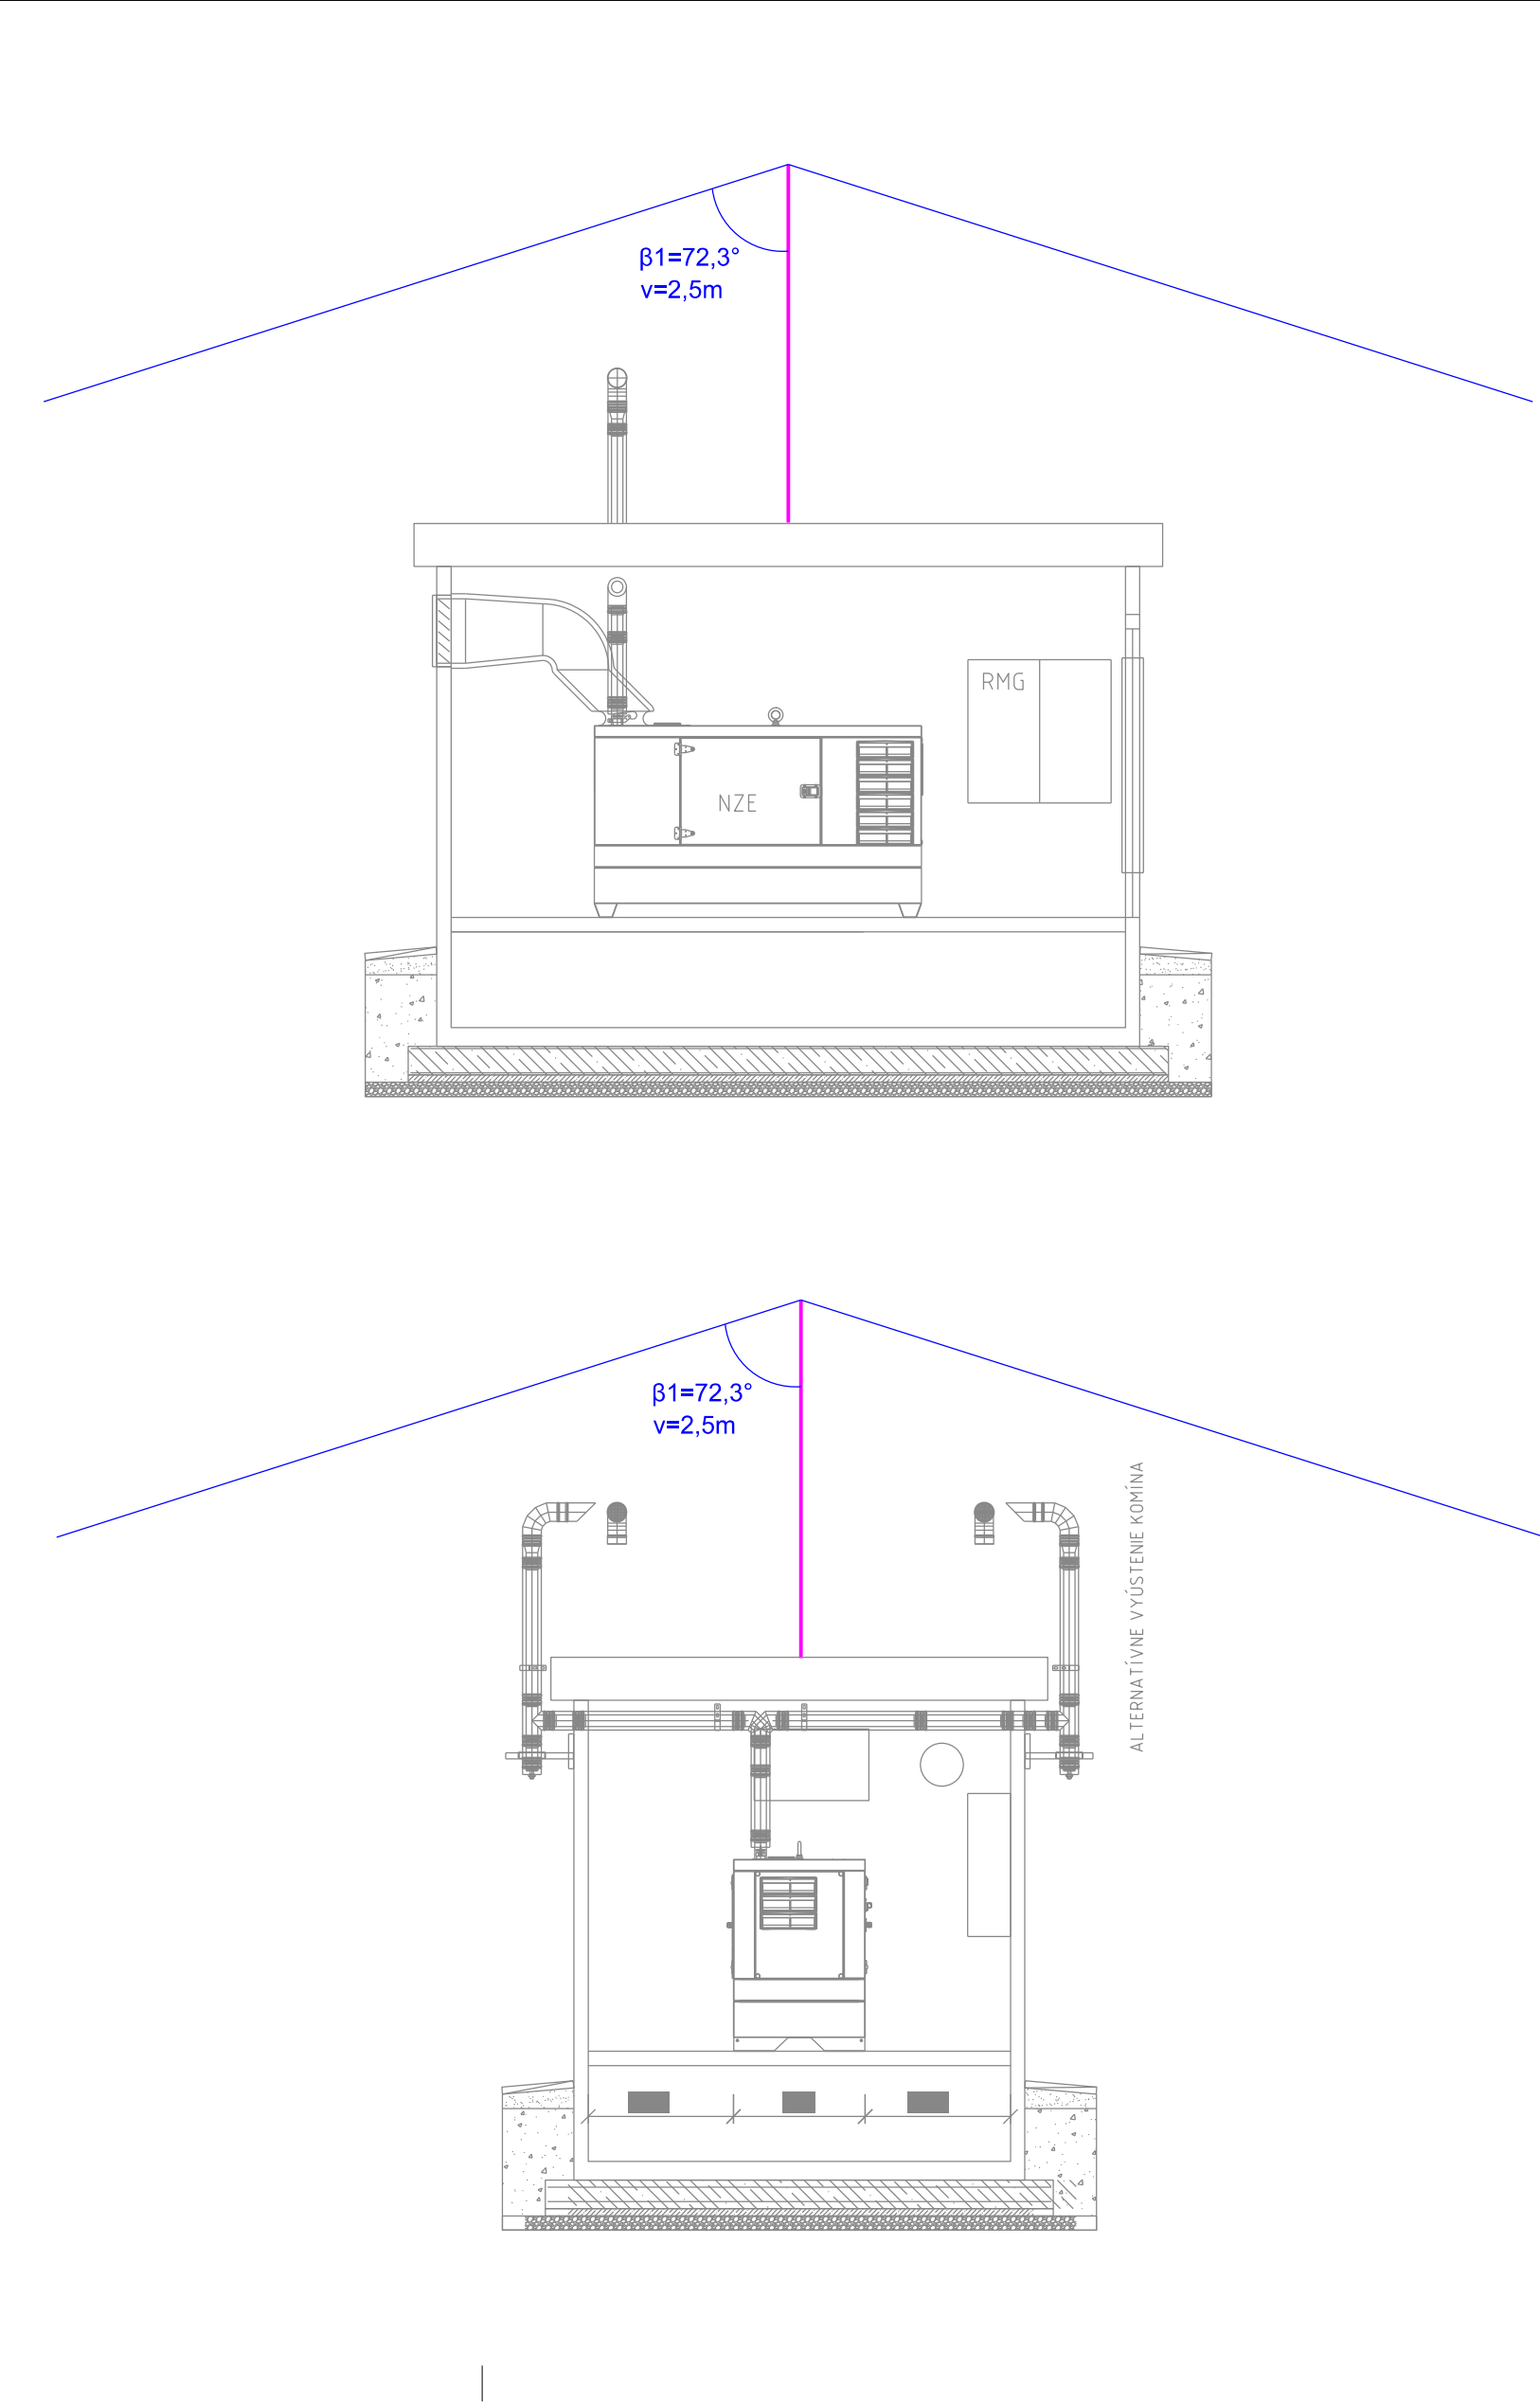 β1=72,3°
v=2,5m
RMG
NZE
β1=72,3°
v=2,5m
ALTERNATÍVNE VYÚSTENIE KOMÍNA